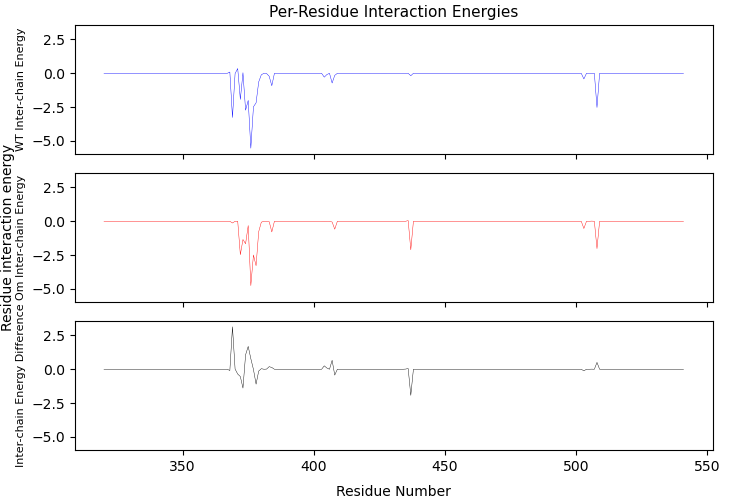 Per-Residue Interaction Energies
Residue interaction energy
WT Inter-chain Energy
2.5
0.0
−2.5
−5.0
Om Inter-chain Energy
2.5
0.0
−2.5
−5.0
Inter-chain Energy Difference
2.5
0.0
−2.5
−5.0
350 400 450 500 550
Residue Number